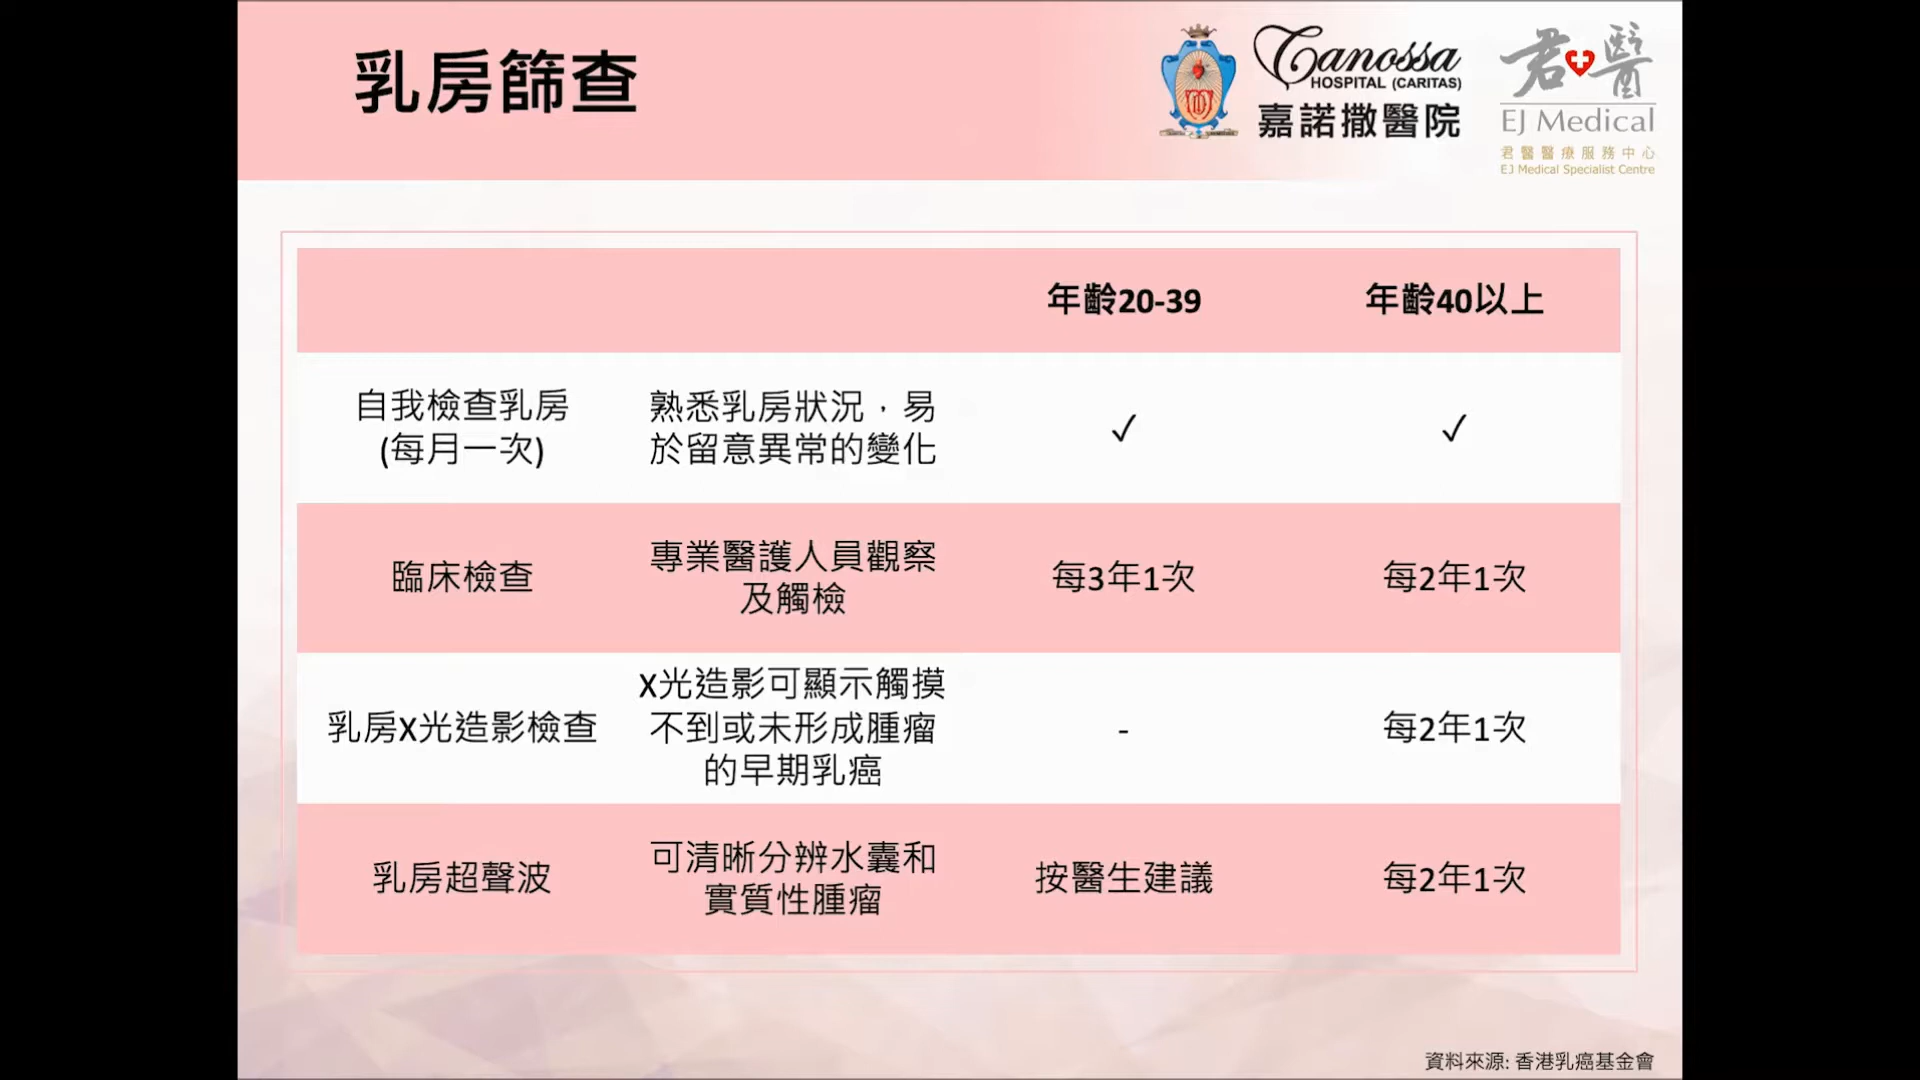 乳房篩查
Canossa
HOSPITAL (CARITAS)
嘉諾撒醫院
君醫
EJ Medical
君醫醫療服務中心
EJ Medical Specialist Centre
年齡20-39
年齡40以上
自我檢查乳房
(每月一次)
熟悉乳房狀況，易
於留意異常的變化
✓
✓
臨床檢查
專業醫護人員觀察
及觸檢
每3年1次
每2年1次
乳房X光造影檢查
X光造影可顯示觸摸
不到或未形成腫瘤
的早期乳癌
-
每2年1次
乳房超聲波
可清晰分辨水囊和
實質性腫瘤
按醫生建議
每2年1次
資料來源: 香港乳癌基金會